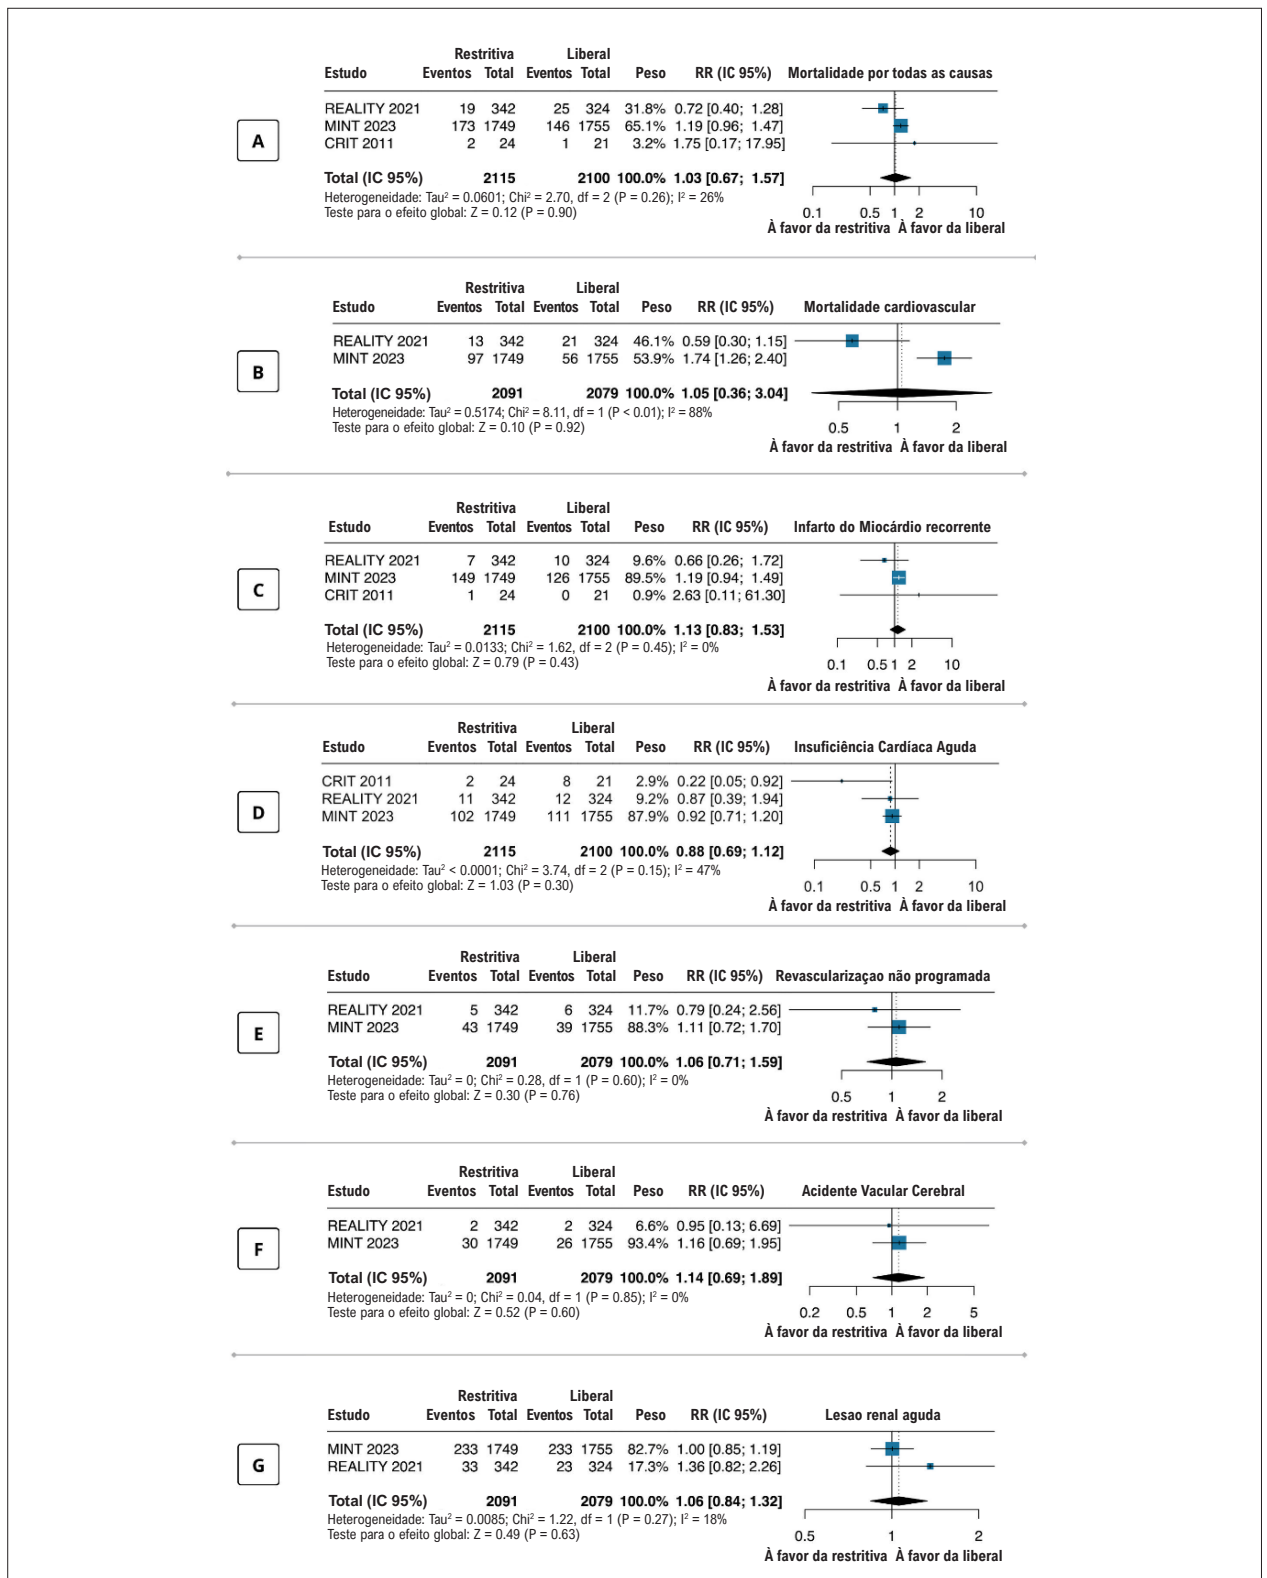 Restritiva Liberal
Estudo Eventos Total Eventos Total Peso RR (IC 95%) Mortalidade por todas as causas
REALITY 2021 19 342 25 324 31.8% 0.72 [0.40; 1.28]
MINT 2023 173 1749 146 1755 65.1% 1.19 [0.96; 1.47]
A
CRIT 2011 2 24 1 21 3.2% 1.75 [0.17; 17.95]
Total (IC 95%) 2115 2100 100.0% 1.03 [0.67; 1.57]
Heterogeneidade: Tau² = 0.0601; Chi² = 2.70, df = 2 (P = 0.26); I² = 26%
Teste para o efeito global: Z = 0.12 (P = 0.90)
0.1 0.5 1 2 10
À favor da restritiva À favor da liberal
Restritiva Liberal
Estudo Eventos Total Eventos Total Peso RR (IC 95%) Mortalidade cardiovascular
REALITY 2021 13 342 21 324 46.1% 0.59 [0.30; 1.15]
MINT 2023 97 1749 56 1755 53.9% 1.74 [1.26; 2.40]
B
Total (IC 95%) 2091 2079 100.0% 1.05 [0.36; 3.04]
Heterogeneidade: Tau² = 0.5174; Chi² = 8.11, df = 1 (P < 0.01); I² = 88%
Teste para o efeito global: Z = 0.10 (P = 0.92)
0.5 1 2
À favor da restritiva À favor da liberal
Restritiva Liberal
Estudo Eventos Total Eventos Total Peso RR (IC 95%) Infarto do Miocárdio recorrente
REALITY 2021 7 342 10 324 9.6% 0.66 [0.26; 1.72]
MINT 2023 149 1749 126 1755 89.5% 1.19 [0.94; 1.49]
C
CRIT 2011 1 24 0 21 0.9% 2.63 [0.11; 61.30]
Total (IC 95%) 2115 2100 100.0% 1.13 [0.83; 1.53]
Heterogeneidade: Tau² = 0.0133; Chi² = 1.62, df = 2 (P = 0.45); I² = 0%
Teste para o efeito global: Z = 0.79 (P = 0.43)
0.1 0.5 1 2 10
À favor da restritiva À favor da liberal
Restritiva Liberal
Estudo Eventos Total Eventos Total Peso RR (IC 95%) Insuficiência Cardíaca Aguda
CRIT 2011 2 24 8 21 2.9% 0.22 [0.05; 0.92]
REALITY 2021 11 342 12 324 9.2% 0.87 [0.39; 1.94]
D
MINT 2023 102 1749 111 1755 87.9% 0.92 [0.71; 1.20]
Total (IC 95%) 2115 2100 100.0% 0.88 [0.69; 1.12]
Heterogeneidade: Tau² < 0.0001; Chi² = 3.74, df = 2 (P = 0.15); I² = 47%
Teste para o efeito global: Z = 1.03 (P = 0.30)
0.1 0.5 1 2 10
À favor da restritiva À favor da liberal
Restritiva Liberal
Estudo Eventos Total Eventos Total Peso RR (IC 95%) Revascularizaçao não programada
REALITY 2021 5 342 6 324 11.7% 0.79 [0.24; 2.56]
MINT 2023 43 1749 39 1755 88.3% 1.11 [0.72; 1.70]
E
Total (IC 95%) 2091 2079 100.0% 1.06 [0.71; 1.59]
Heterogeneidade: Tau² = 0; Chi² = 0.28, df = 1 (P = 0.60); I² = 0%
Teste para o efeito global: Z = 0.30 (P = 0.76)
0.5 1 2
À favor da restritiva À favor da liberal
Restritiva Liberal
Estudo Eventos Total Eventos Total Peso RR (IC 95%) Acidente Vascular Cerebral
REALITY 2021 2 342 2 324 6.6% 0.95 [0.13; 6.69]
MINT 2023 30 1749 26 1755 93.4% 1.16 [0.69; 1.95]
F
Total (IC 95%) 2091 2079 100.0% 1.14 [0.69; 1.89]
Heterogeneidade: Tau² = 0; Chi² = 0.04, df = 1 (P = 0.85); I² = 0%
Teste para o efeito global: Z = 0.52 (P = 0.60)
0.2 0.5 1 2 5
À favor da restritiva À favor da liberal
Restritiva Liberal
Estudo Eventos Total Eventos Total Peso RR (IC 95%) Lesao renal aguda
MINT 2023 233 1749 233 1755 82.7% 1.00 [0.85; 1.19]
REALITY 2021 33 342 23 324 17.3% 1.36 [0.82; 2.26]
G
Total (IC 95%) 2091 2079 100.0% 1.06 [0.84; 1.32]
Heterogeneidade: Tau² = 0.0085; Chi² = 1.22, df = 1 (P = 0.27); I² = 18%
Teste para o efeito global: Z = 0.49 (P = 0.63)
0.5 1 2
À favor da restritiva À favor da liberal